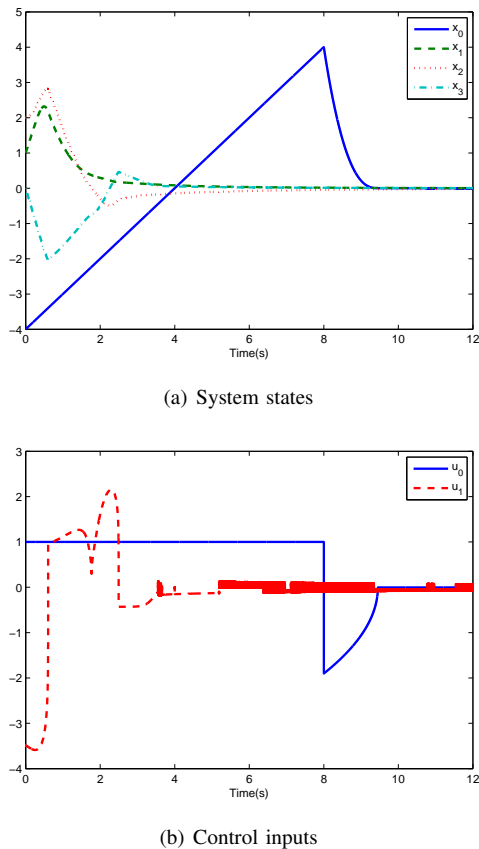 5
4
3
2
1
0
−1
−2
−3
−4
0 2 4 6 8 10 12
Time(s)
x0
x1
x2
x3
(a) System states
3
2
1
0
−1
−2
−3
−4
0 2 4 6 8 10 12
Time(s)
u0
u1
(b) Control inputs